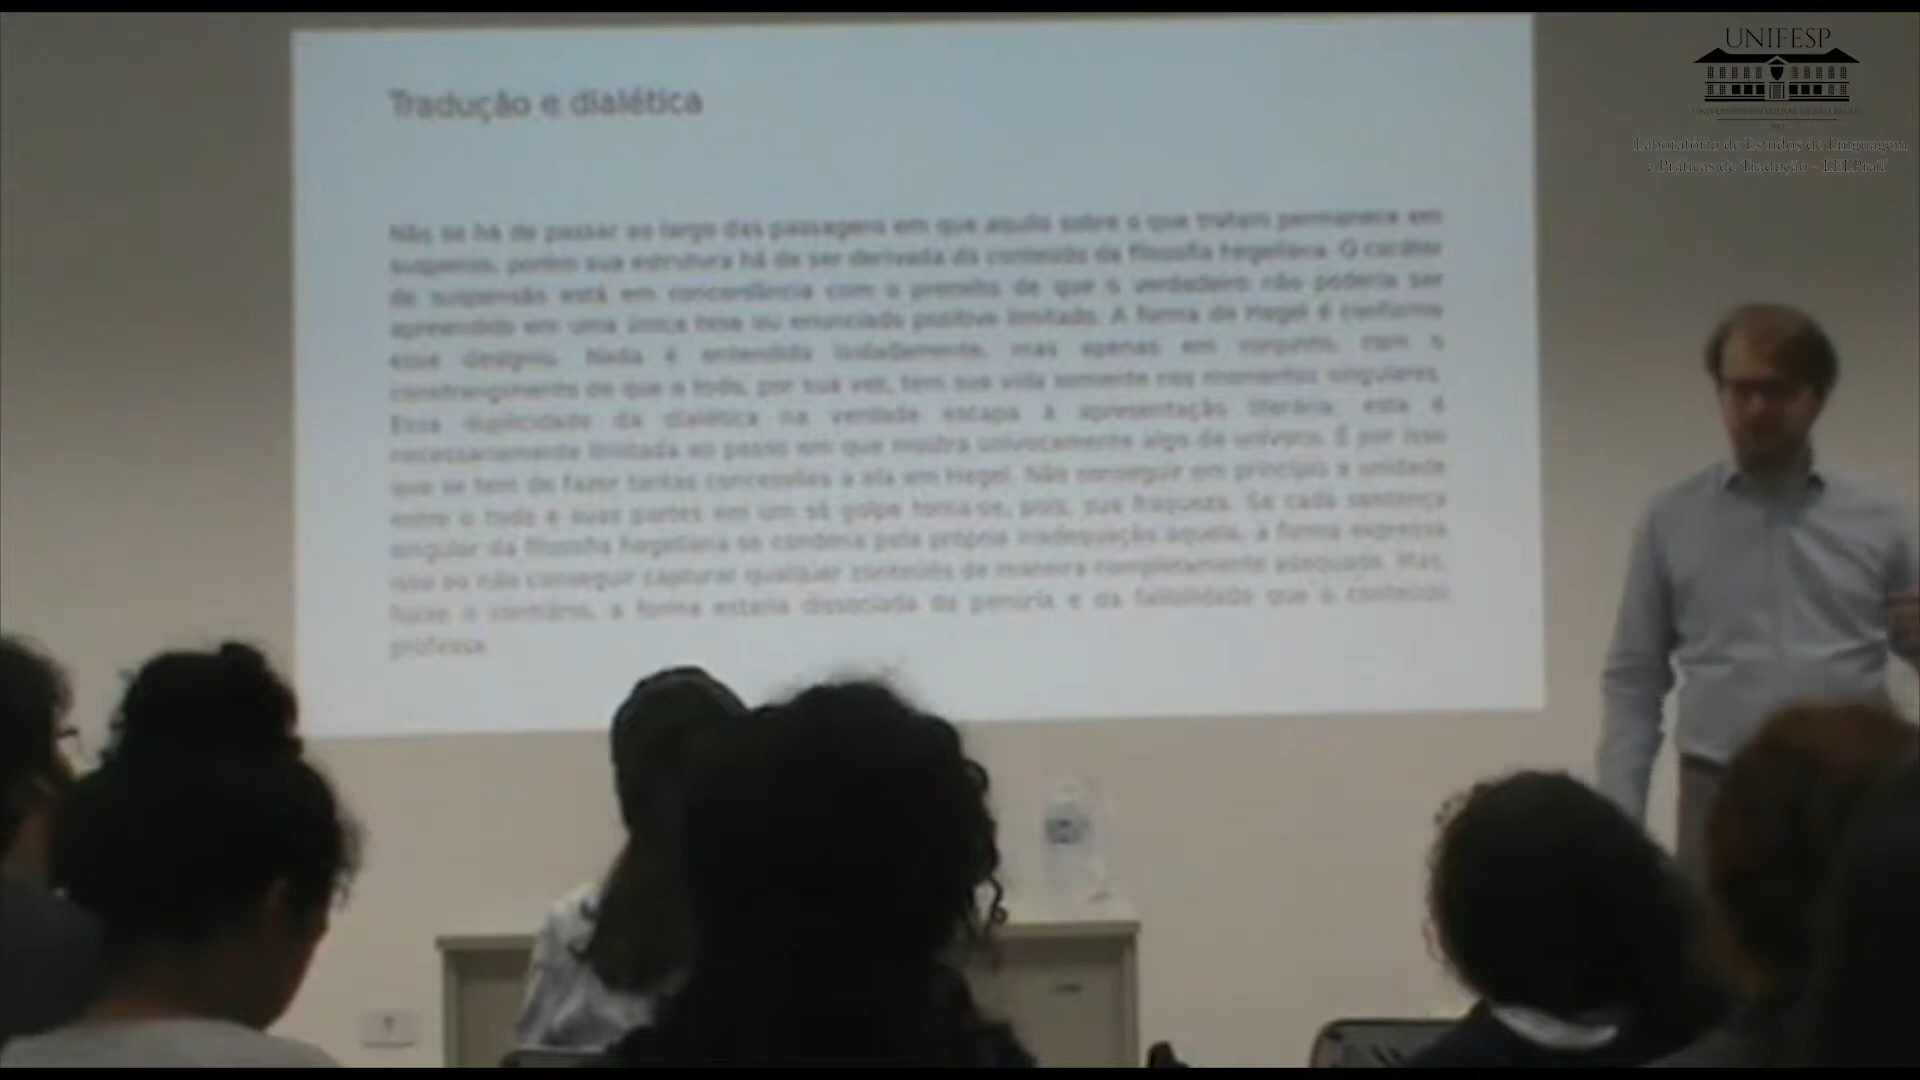 UNIFESP
UNIVERSIDADE FEDERAL DE SÃO PAULO
Laboratório de Estudos de Linguagem
e Práticas de Tradução - LELPraT
Tradução e dialética
Não se há de passar ao largo das passagens em que aquilo sobre o que tratam permanece em
suspenso, porém sua estrutura há de ser derivada do conteúdo da filosofia hegeliana. O caráter
de suspensão está em concordância com o preceito de que o verdadeiro não poderia ser
apreendido em uma única tese ou enunciado positivo limitado. A forma de Hegel é conforme
esse desígnio. Nada é entendido isoladamente, mas apenas em conjunto, com o
constrangimento de que o todo, por sua vez, tem sua vida somente nos momentos singulares.
Essa duplicidade da dialética na verdade escapa à apresentação literária: esta é
necessariamente limitada ao passo em que mostra univocamente algo de unívoco. É por isso
que se tem de fazer tantas concessões a ela em Hegel. Não conseguir em princípio a unidade
entre o todo e suas partes em um só golpe torna-se, pois, sua fraqueza. Se cada sentença
singular da filosofia hegeliana se condena pela própria inadequação àquela, a forma expressa
isso ao não conseguir capturar qualquer conteúdo de maneira completamente adequada. Mas,
fosse o contrário, a forma estaria dissociada da penúria e da falibilidade que o conteúdo
professa.